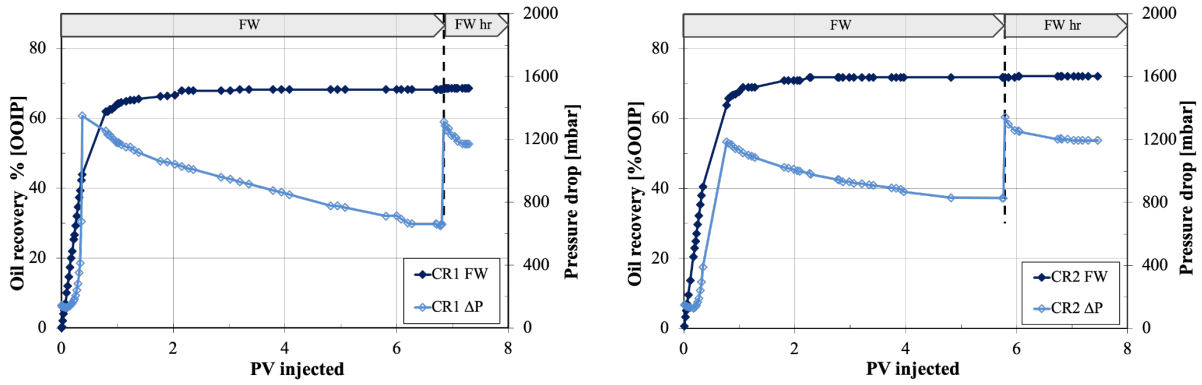 FW
FW hr
80
60
40
20
0
Oil recovery % [OOIP]
2000
1600
1200
800
400
0
Pressure drop [mbar]
CR1 FW
CR1 ΔP
0
2
4
6
8
PV injected
FW
FW hr
80
60
40
20
0
Oil recovery [%OOIP]
2000
1600
1200
800
400
0
Pressure drop [mbar]
CR2 FW
CR2 ΔP
0
2
4
6
8
PV injected